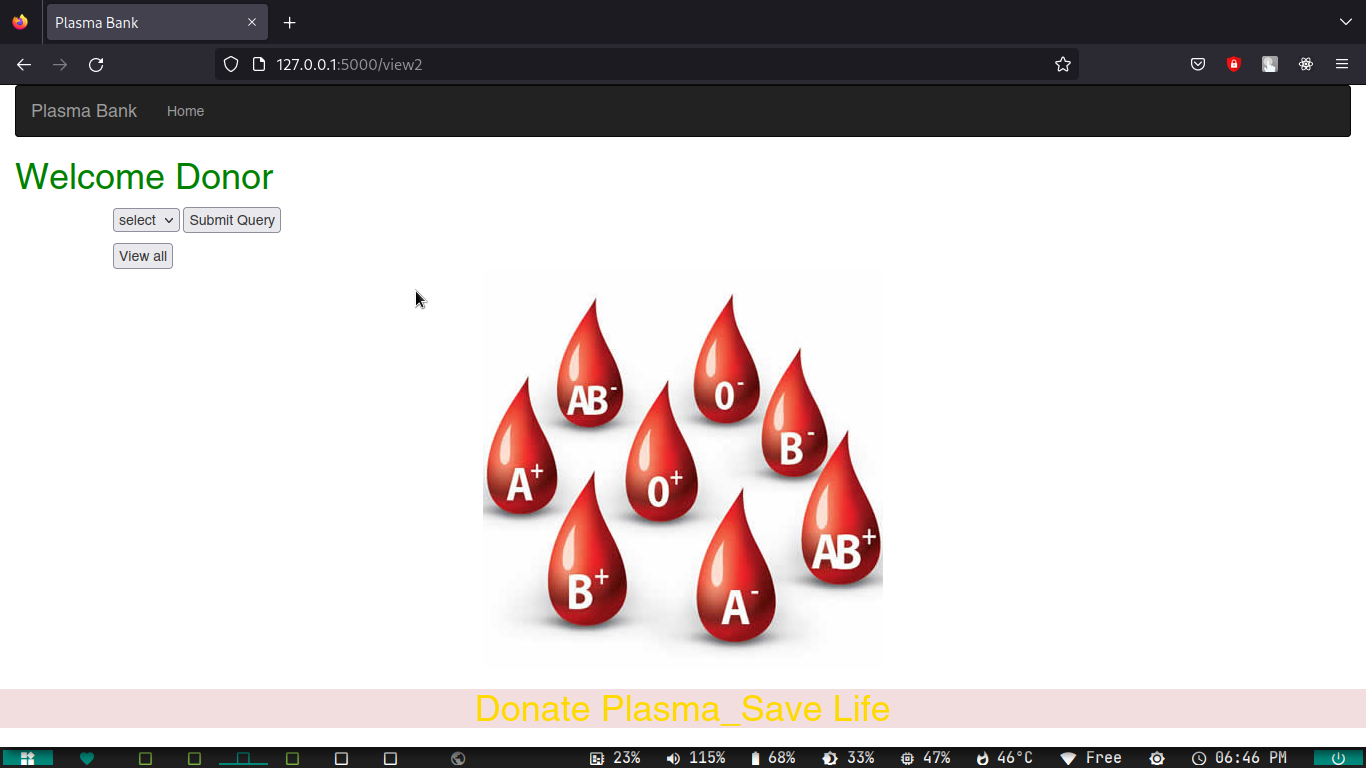 Plasma Bank
127.0.0.1:5000/view2
Plasma Bank Home
Welcome Donor
select Submit Query
View all
AB-
O-
B-
A+
O+
AB+
B+
A-
Donate Plasma_Save Life
23% 115% 68% 33% 47% 46°C Free 06:46 PM